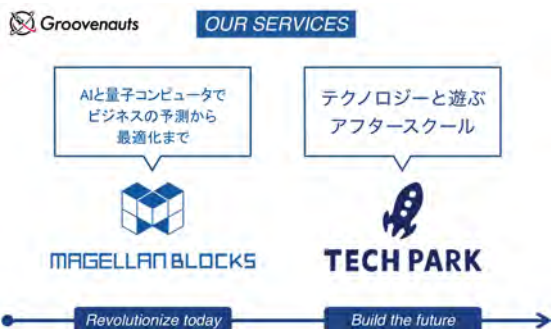 Groovenauts
OUR SERVICES
AIと量子コンピュータで
ビジネスの予測から
最適化まで
テクノロジーと遊ぶ
アフタースクール
MAGELLAN BLOCKS
TECH PARK
Revolutionize today
Build the future